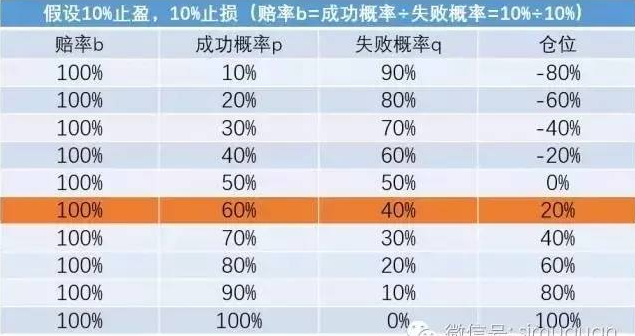 假设10%止盈，10%止损（赔率b=成功概率÷失败概率=10%÷10%）
赔率b 成功概率p 失败概率q 仓位
100% 10% 90% -80%
100% 20% 80% -60%
100% 30% 70% -40%
100% 40% 60% -20%
100% 50% 50% 0%
100% 60% 40% 20%
100% 70% 30% 40%
100% 80% 20% 60%
100% 90% 10% 80%
100% 100% 0% 100%
微信号: simuquan